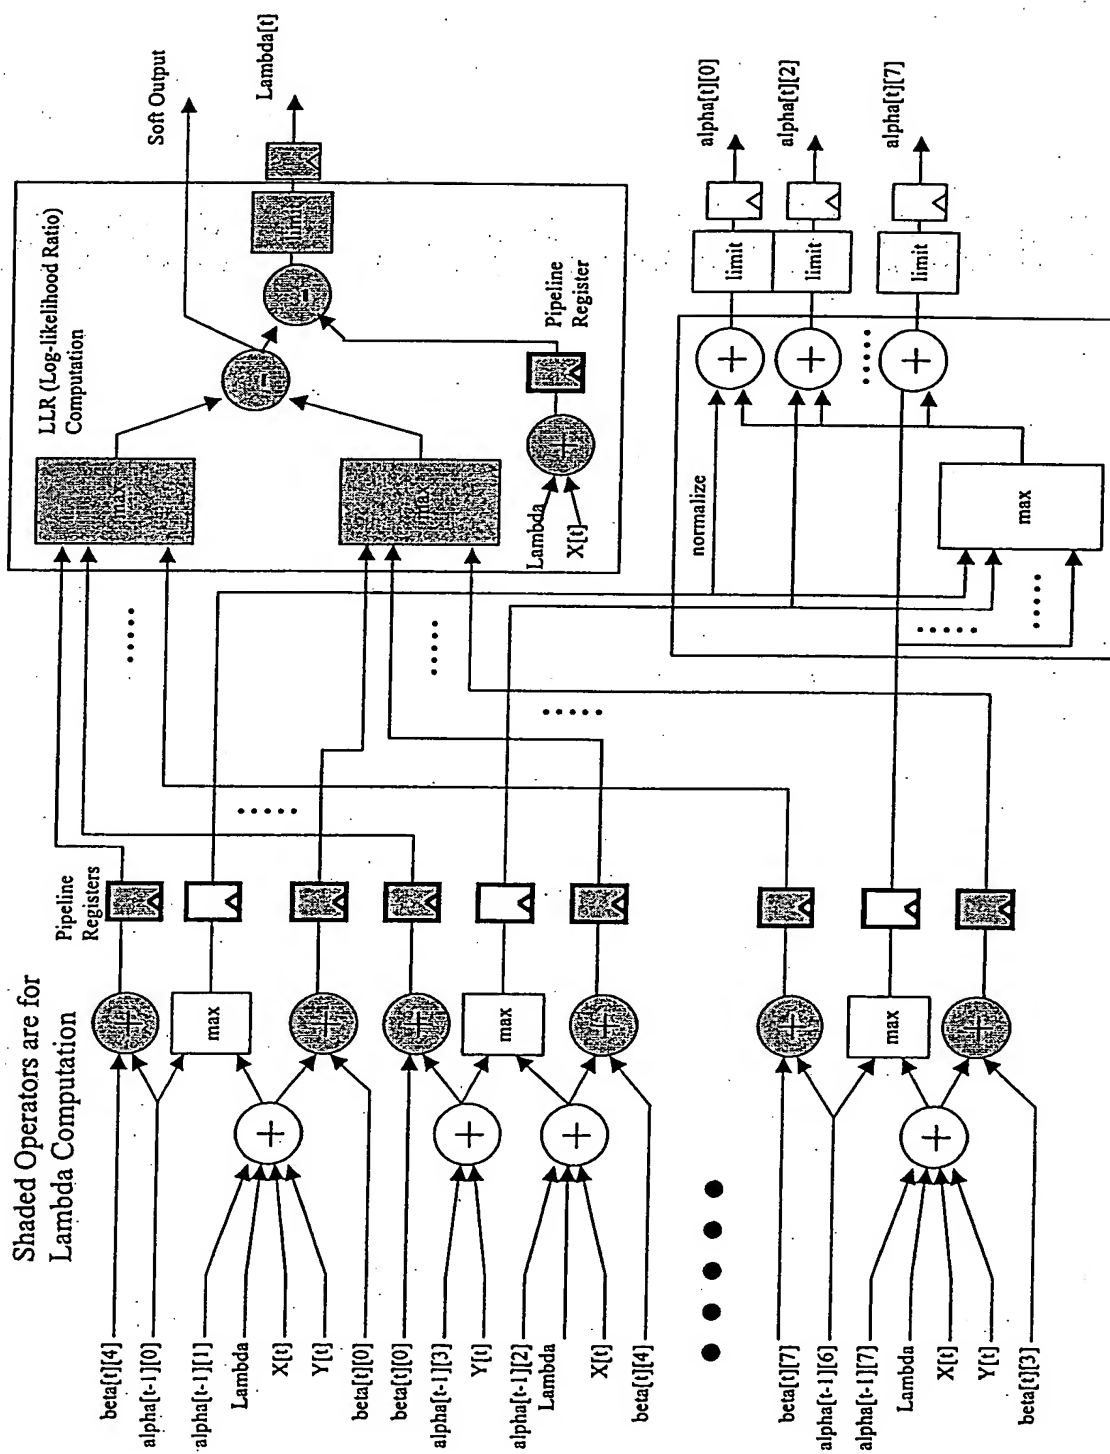 Shaded Operators are for
Lambda Computation
beta[t][4]
alpha[t-1][0]
alpha[t-1][1]
Lambda
X[t]
Y[t]
beta[t][0]
beta[t][0]
alpha[t-1][3]
Y[t]
alpha[t-1][2]
Lambda
X[t]
beta[t][4]
beta[t][7]
alpha[t-1][6]
alpha[t-1][7]
Lambda
X[t]
Y[t]
beta[t][3]
+
+
+
+
+
max
+
+
max
+
+
max
+
Pipeline
Registers
LLR (Log-likelihood Ratio)
Computation
max
max
Lambda
X[t]
+
Pipeline
Register
-
-
limit
Soft Output
Lambda[t]
normalize
max
+
+
+
limit
limit
limit
alpha[t][0]
alpha[t][2]
alpha[t][7]